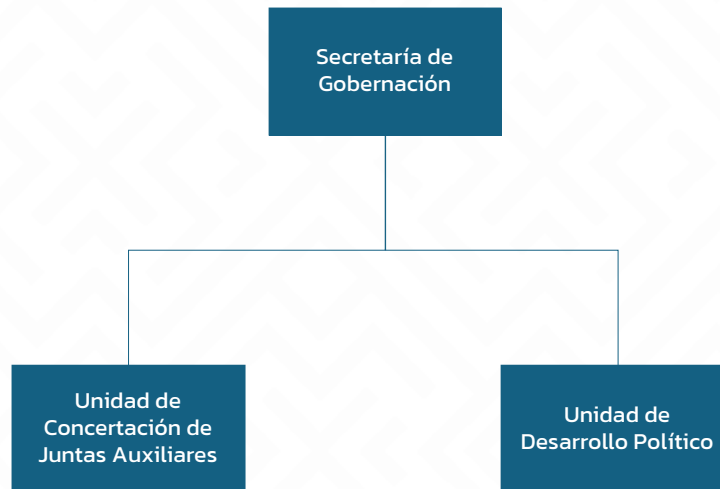 Secretaría de
Gobernación
Unidad de
Concertación de
Juntas Auxiliares
Unidad de
Desarrollo Político